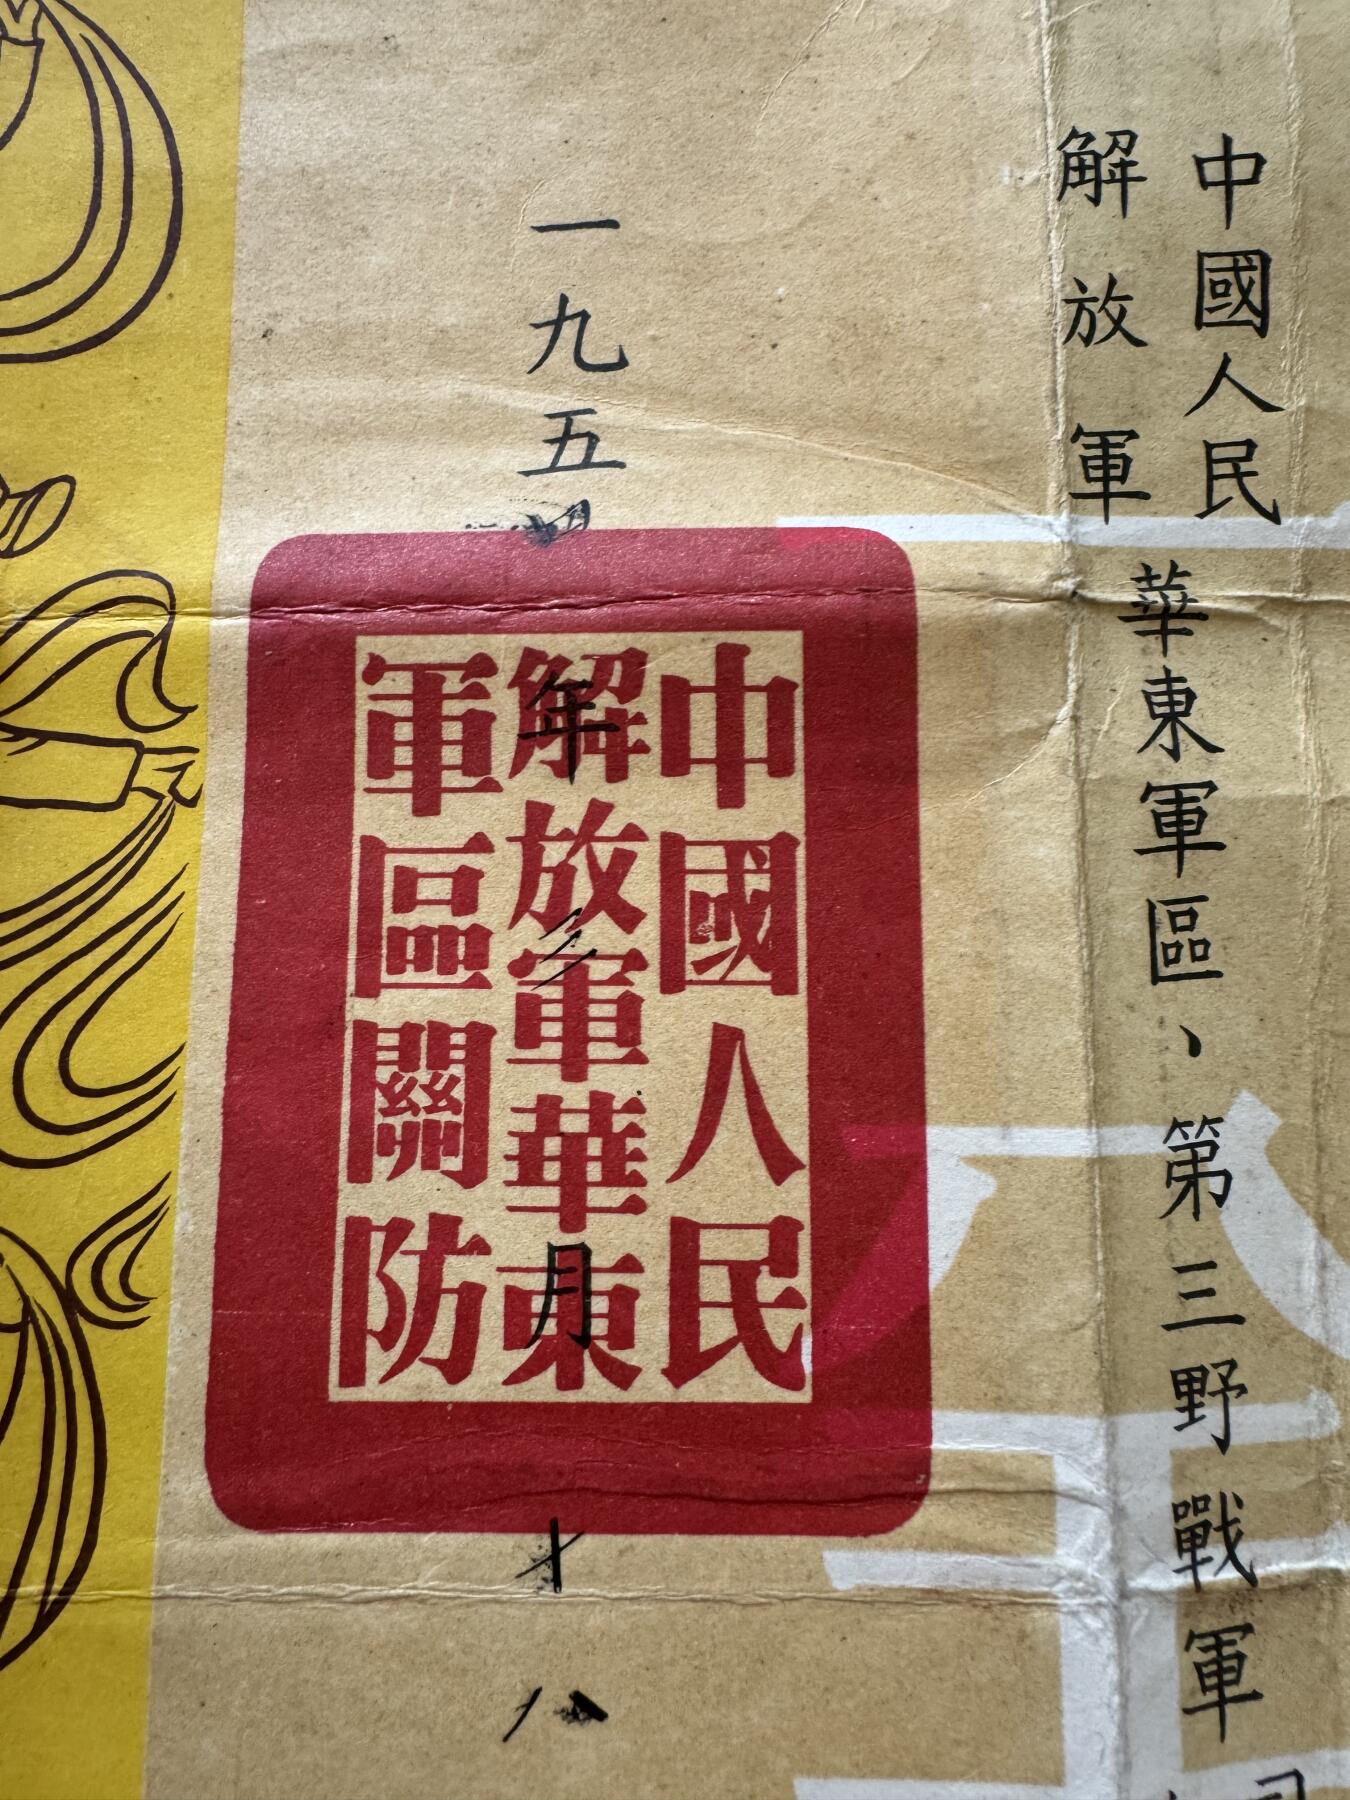 中國人民
解放軍
華東軍區、第三野戰軍
中國人民
解放軍華東
軍區關防
一九五年月十八